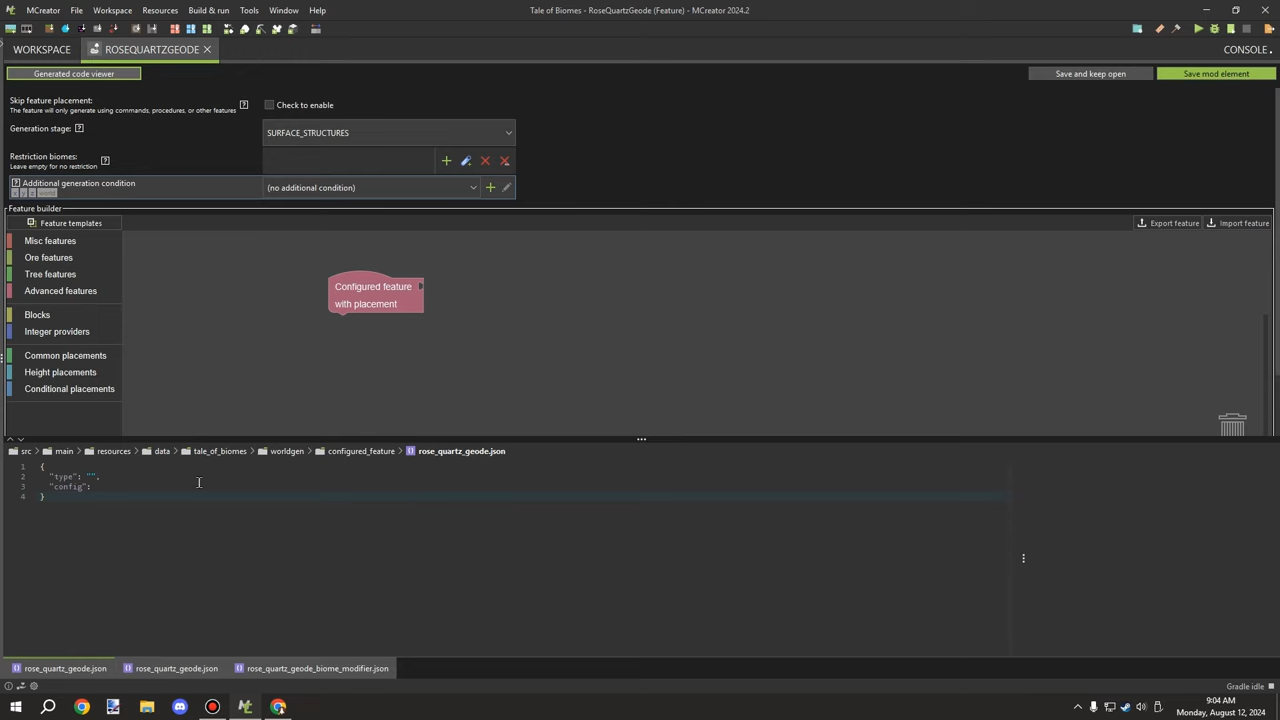 MCreator File Workspace Resources Build & run Tools Window Help
Tale of Biomes - RoseQuartzGeode (Feature) - MCreator 2024.2
WORKSPACE
ROSEQUARTZGEODE
CONSOLE
Generated code viewer
Save and keep open
Save mod element
Skip feature placement:
The feature will only generate using commands, procedures, or other features
Check to enable
Generation stage:
SURFACE_STRUCTURES
Restriction biomes:
Leave empty for no restriction
Additional generation condition
x y z world
(no additional condition)
Feature builder
Feature templates
Export feature
Import feature
Misc features
Ore features
Tree features
Advanced features
Blocks
Integer providers
Common placements
Height placements
Conditional placements
Configured feature
with placement
src main resources data tale_of_biomes worldgen configured_feature rose_quartz_geode.json
1 {
2 "type": "",
3 "config":
4 }
rose_quartz_geode.json
rose_quartz_geode.json
rose_quartz_geode_biome_modifier.json
Gradle idle
9:04 AM
Monday, August 12, 2024